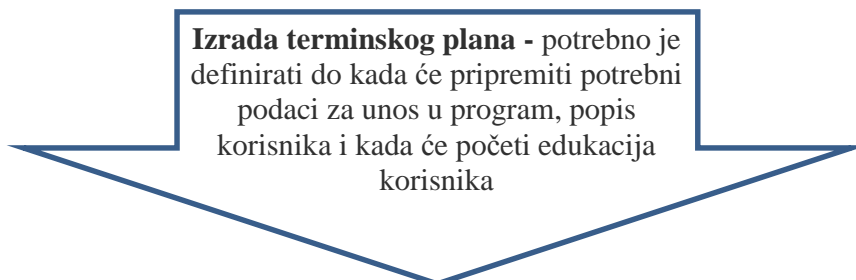 Izrada terminskog plana - potrebno je
definirati do kada će pripremiti potrebni
podaci za unos u program, popis
korisnika i kada će početi edukacija
korisnika